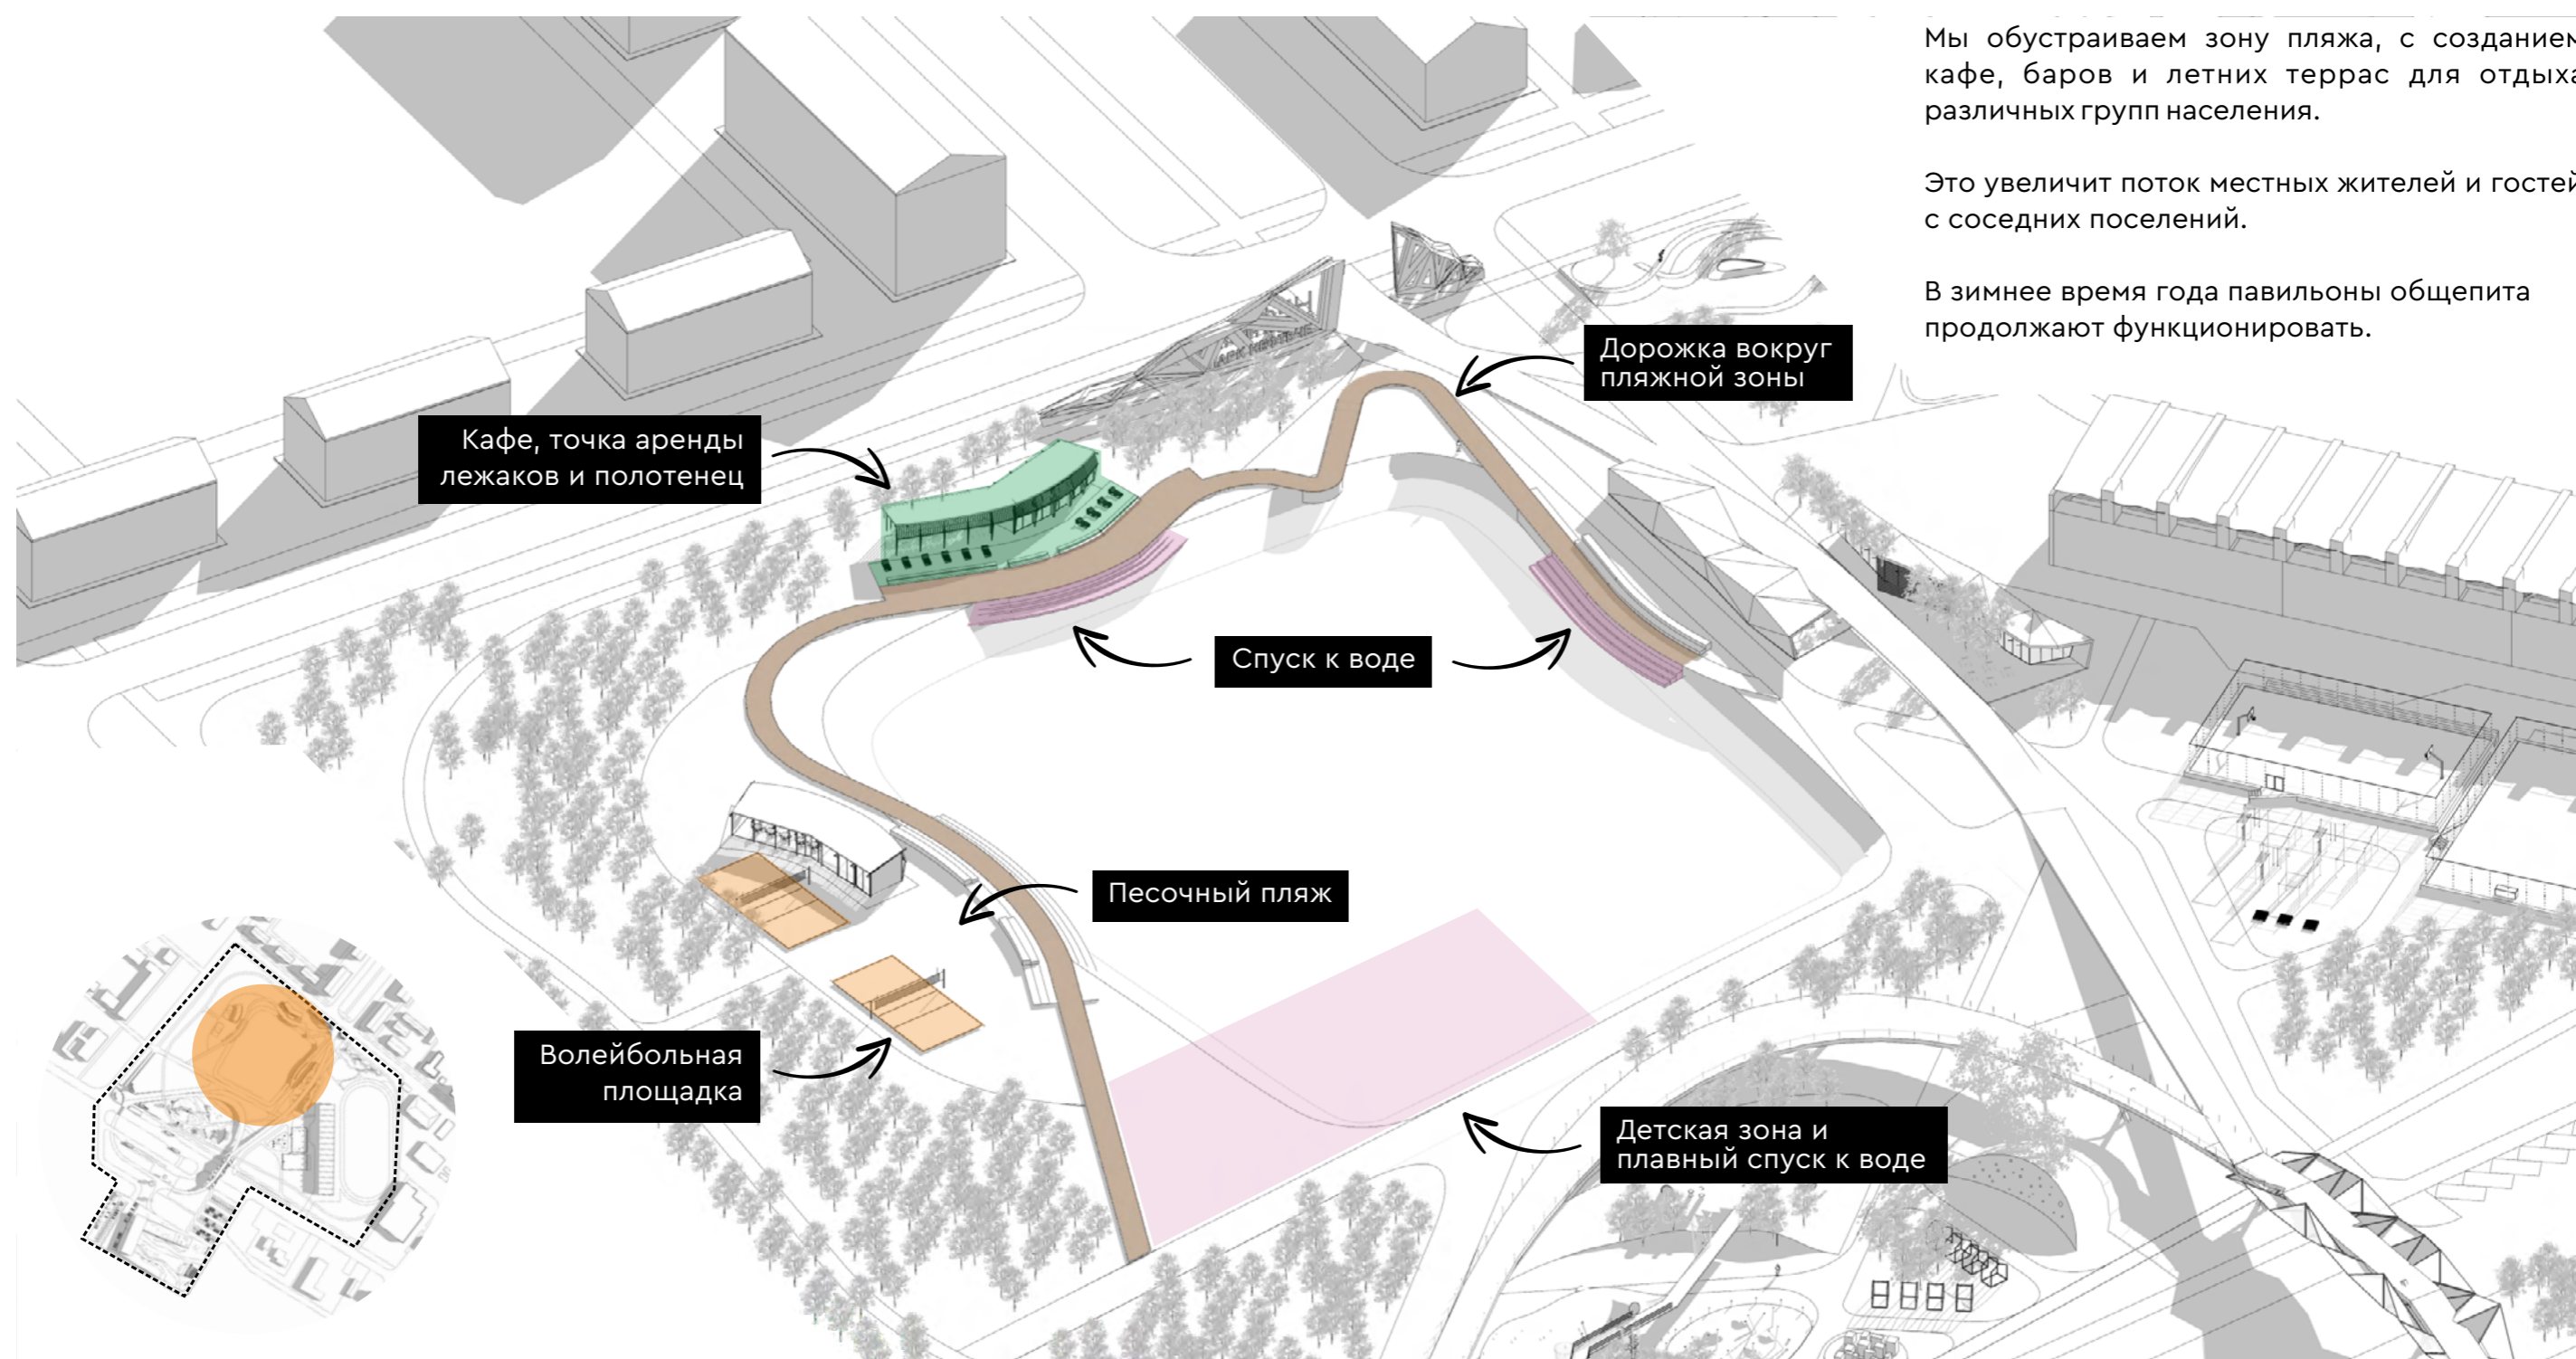 Мы обустраиваем зону пляжа, с созданием
кафе, баров и летних террас для отдыха
различных групп населения.
Это увеличит поток местных жителей и гостей
с соседних поселений.
В зимнее время года павильоны общепита
продолжают функционировать.
Дорожка вокруг
пляжной зоны
Кафе, точка аренды
лежаков и полотенец
Спуск к воде
Песочный пляж
Волейбольная
площадка
Детская зона и
плавный спуск к воде